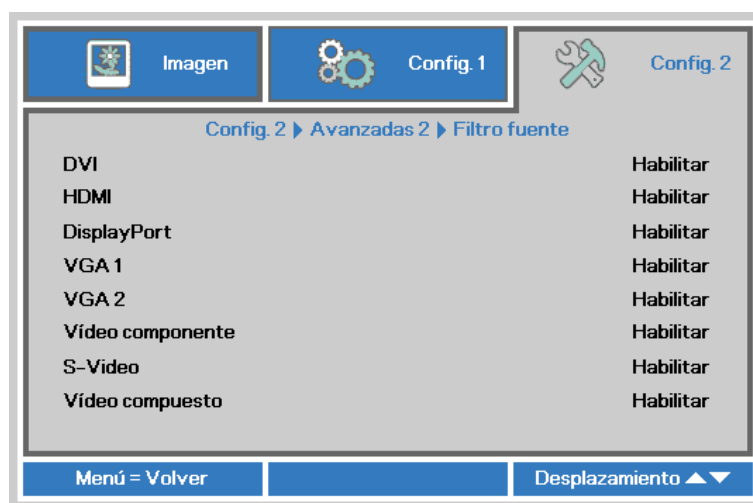 Imagen Config. 1 Config. 2
Config. 2 ▶ Avanzadas 2 ▶ Filtro fuente
DVI Habilitar
HDMI Habilitar
DisplayPort Habilitar
VGA 1 Habilitar
VGA 2 Habilitar
Vídeo componente Habilitar
S-Video Habilitar
Vídeo compuesto Habilitar
Menú = Volver Desplazamiento ▲▼